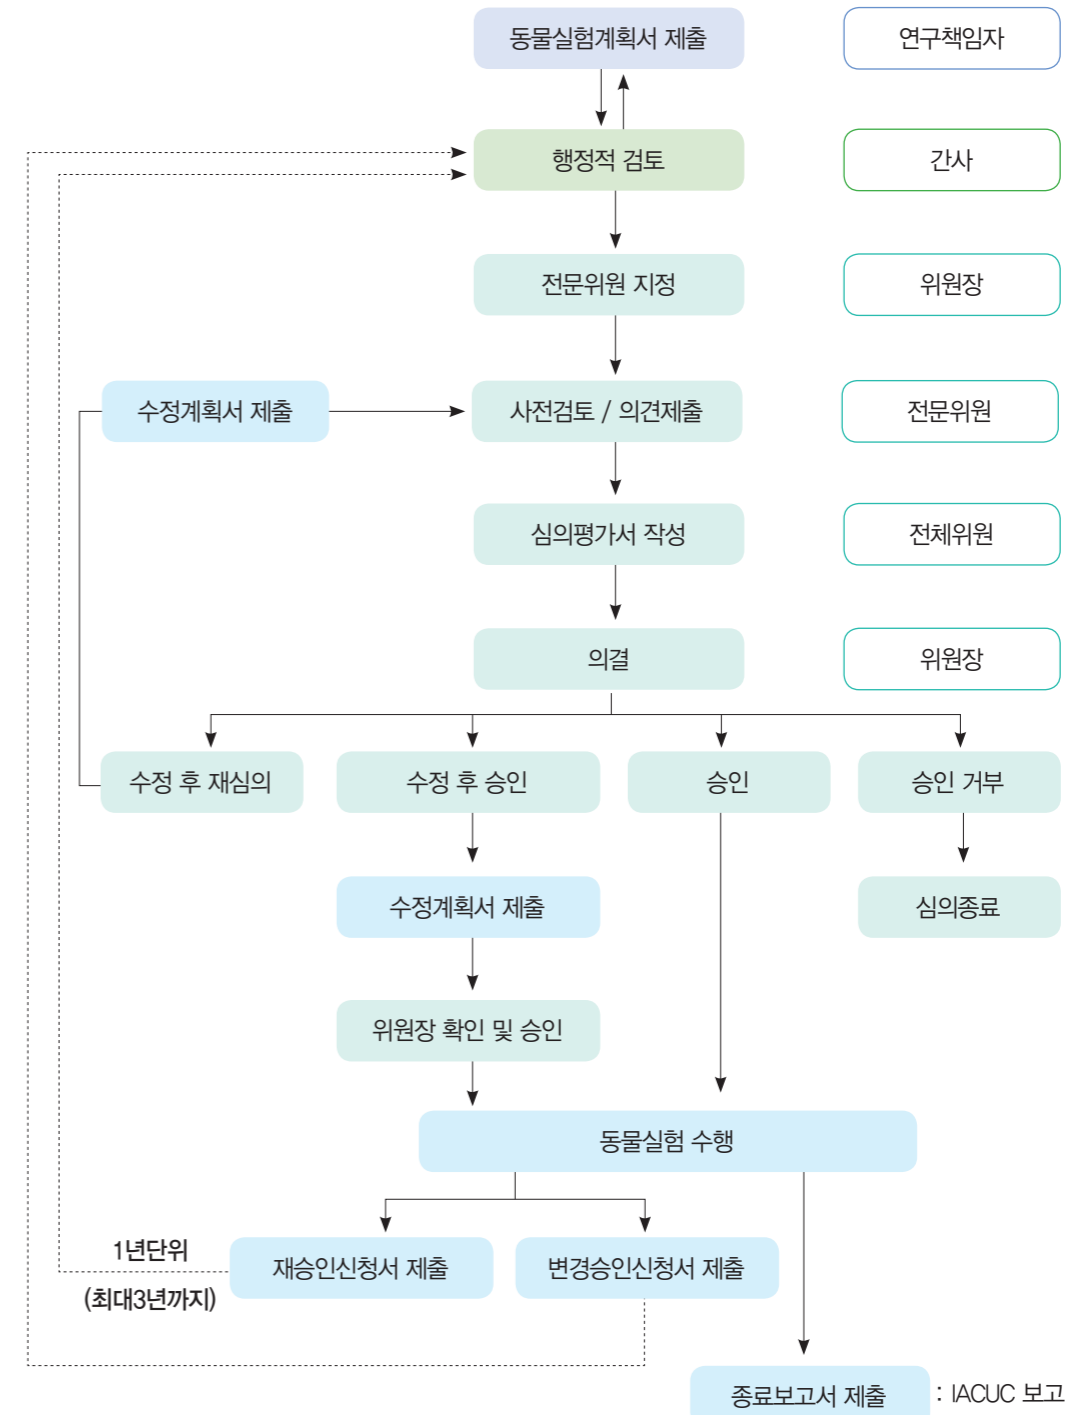 동물실험계획서 제출
연구책임자
행정적 검토
간사
전문위원 지정
위원장
수정계획서 제출
사전검토 / 의견제출
전문위원
심의평가서 작성
전체위원
의결
위원장
수정 후 재심의
수정 후 승인
승인
승인 거부
수정계획서 제출
심의종료
위원장 확인 및 승인
동물실험 수행
1년단위
(최대3년까지)
재승인신청서 제출
변경승인신청서 제출
종료보고서 제출 : IACUC 보고